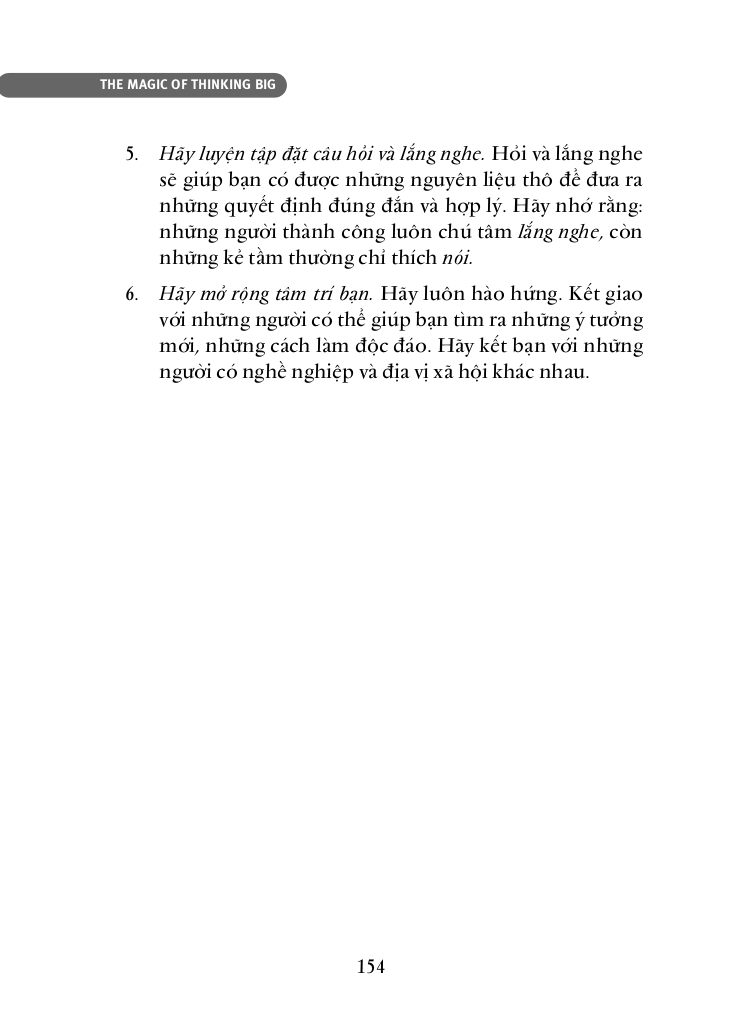 THE MAGIC OF THINKING BIG
5. Hãy luyện tập đặt câu hỏi và lắng nghe. Hỏi và lắng nghe
sẽ giúp bạn có được những nguyên liệu thô để đưa ra
những quyết định đúng đắn và hợp lý. Hãy nhớ rằng:
những người thành công luôn chú tâm lắng nghe, còn
những kẻ tầm thường chỉ thích nói.
6. Hãy mở rộng tâm trí bạn. Hãy luôn hào hứng. Kết giao
với những người có thể giúp bạn tìm ra những ý tưởng
mới, những cách làm độc đáo. Hãy kết bạn với những
người có nghề nghiệp và địa vị xã hội khác nhau.
154